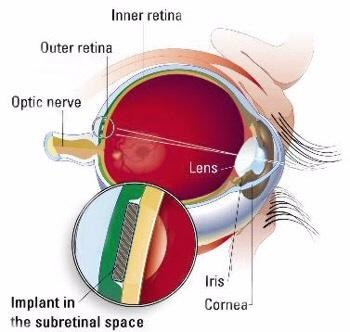 Inner retina
Outer retina
Optic nerve
Lens
Iris
Cornea
Implant in
the subretinal space